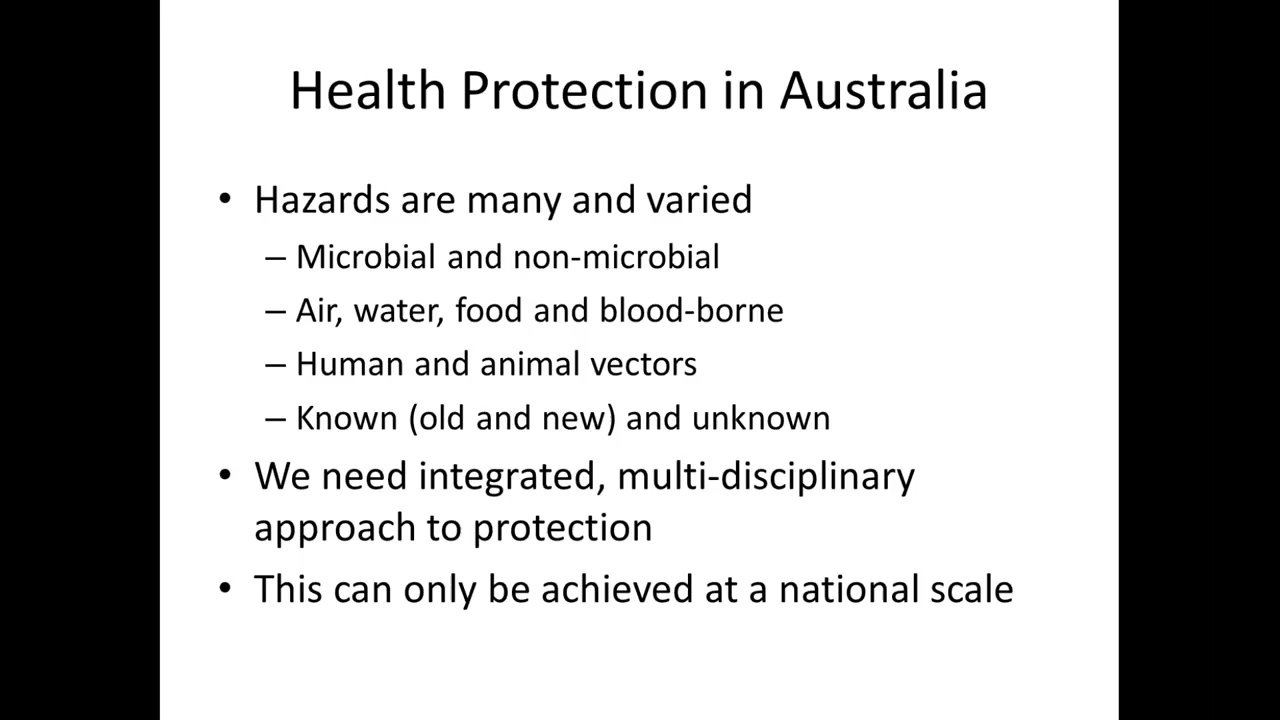 Health Protection in Australia
• Hazards are many and varied
– Microbial and non-microbial
– Air, water, food and blood-borne
– Human and animal vectors
– Known (old and new) and unknown
• We need integrated, multi-disciplinary
approach to protection
• This can only be achieved at a national scale